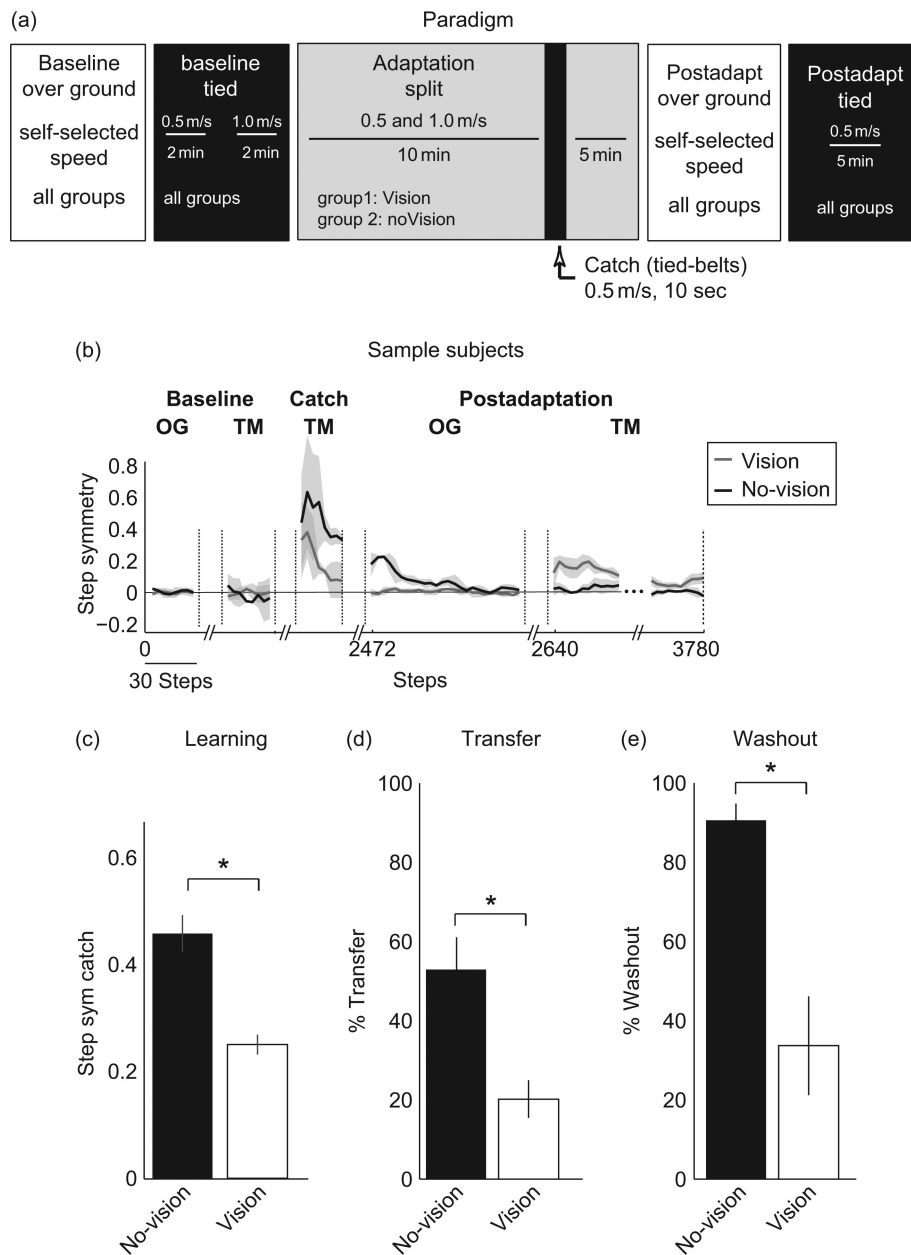 (a)
Paradigm
Baseline
over ground
self-selected
speed
all groups
baseline
tied
0.5 m/s 1.0 m/s
2 min 2 min
all groups
Adaptation
split
0.5 and 1.0 m/s
10 min 5 min
group1: Vision
group 2: noVision
Postadapt
over ground
self-selected
speed
all groups
Postadapt
tied
0.5 m/s
5 min
all groups
Catch (tied-belts)
0.5 m/s, 10 sec
(b)
Sample subjects
Baseline Catch Postadaptation
OG TM TM OG TM
Vision
No-vision
Step symmetry
0.8
0.6
0.4
0.2
0
−0.2
0 2472 2640 3780
30 Steps
Steps
(c) Learning
Step sym catch
0.6
0.4
0.2
0
*
No-vision
Vision
(d) Transfer
% Transfer
100
80
60
40
20
0
*
No-vision
Vision
(e) Washout
% Washout
100
80
60
40
20
0
*
No-vision
Vision